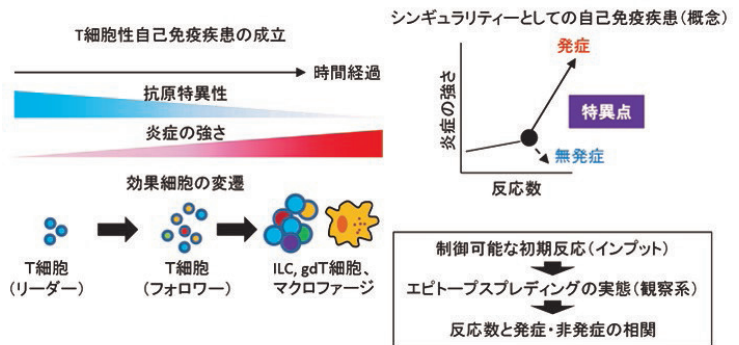 T細胞性自己免疫疾患の成立
時間経過
抗原特異性
炎症の強さ
効果細胞の変遷
T細胞
(リーダー)
T細胞
(フォロワー)
ILC, gdT細胞、
マクロファージ
シンギュラリティーとしての自己免疫疾患(概念)
炎症の強さ
発症
特異点
無発症
反応数
制御可能な初期反応(インプット)
エピトープスプレディングの実態(観察系)
反応数と発症・非発症の相関